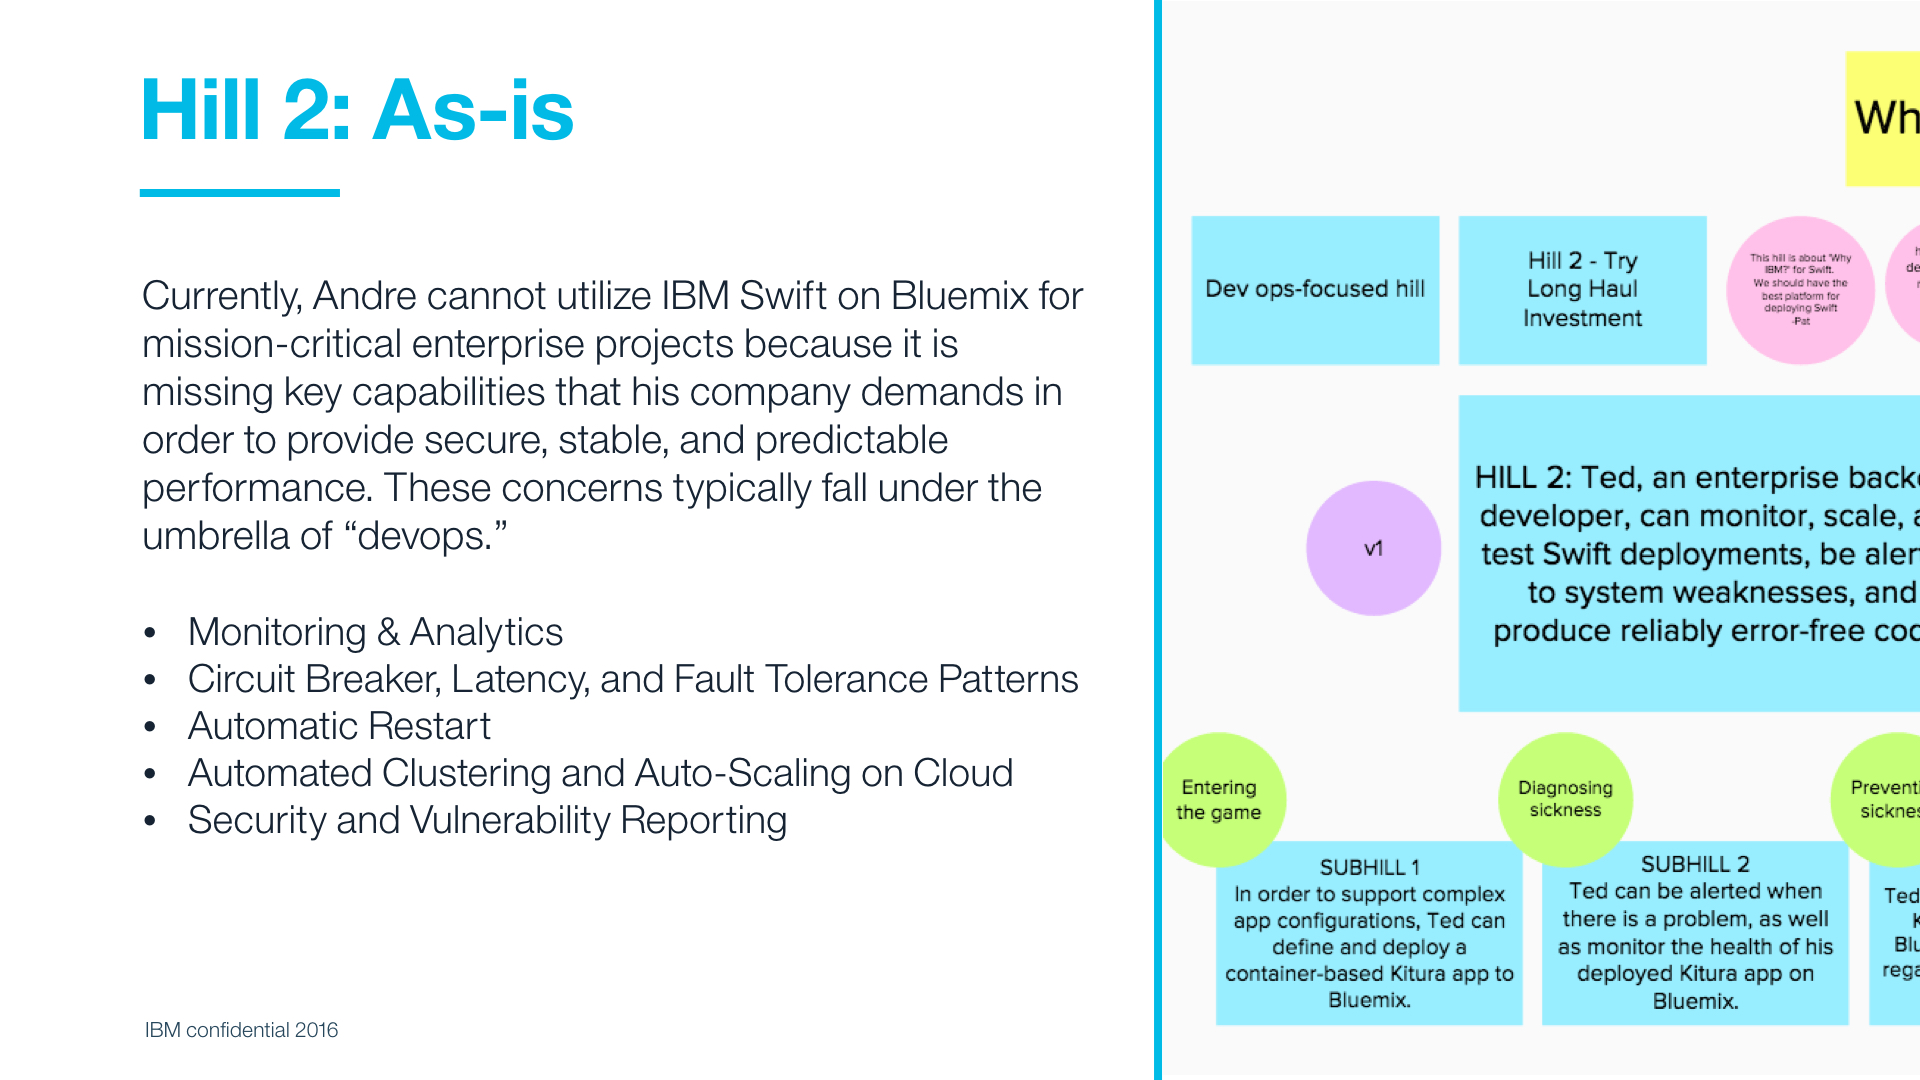 Hill 2: As-is
Currently, Andre cannot utilize IBM Swift on Bluemix for
mission-critical enterprise projects because it is
missing key capabilities that his company demands in
order to provide secure, stable, and predictable
performance. These concerns typically fall under the
umbrella of “devops.”
• Monitoring & Analytics
• Circuit Breaker, Latency, and Fault Tolerance Patterns
• Automatic Restart
• Automated Clustering and Auto-Scaling on Cloud
• Security and Vulnerability Reporting
IBM confidential 2016
Wh
Dev ops-focused hill
Hill 2 - Try
Long Haul
Investment
This hill is about 'Why
IBM?' for Swift.
We should have the
best platform for
deploying Swift
-Pat
v1
HILL 2: Ted, an enterprise back
developer, can monitor, scale,
test Swift deployments, be aler
to system weaknesses, and
produce reliably error-free co
Entering
the game
Diagnosing
sickness
Preventi
sicknes
SUBHILL 1
In order to support complex
app configurations, Ted can
define and deploy a
container-based Kitura app to
Bluemix.
SUBHILL 2
Ted can be alerted when
there is a problem, as well
as monitor the health of his
deployed Kitura app on
Bluemix.
Ted
K
Blu
rega